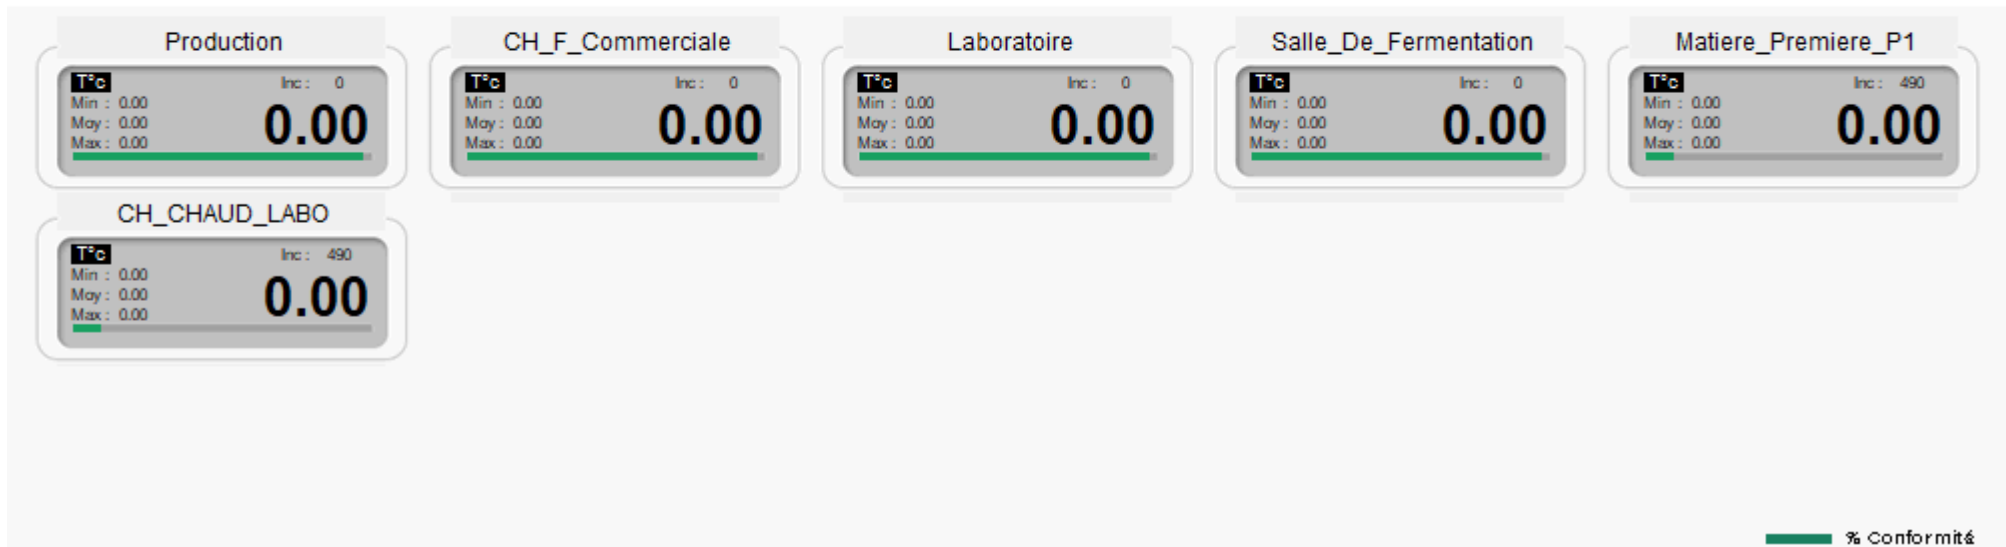 Production
T°c
Inc : 0
Min : 0.00
Moy : 0.00
Max : 0.00
0.00
CH_F_Commerciale
T°c
Inc : 0
Min : 0.00
Moy : 0.00
Max : 0.00
0.00
Laboratoire
T°c
Inc : 0
Min : 0.00
Moy : 0.00
Max : 0.00
0.00
Salle_De_Fermentation
T°c
Inc : 0
Min : 0.00
Moy : 0.00
Max : 0.00
0.00
Matiere_Premiere_P1
T°c
Inc : 490
Min : 0.00
Moy : 0.00
Max : 0.00
0.00
CH_CHAUD_LABO
T°c
Inc : 490
Min : 0.00
Moy : 0.00
Max : 0.00
0.00
% Conformité